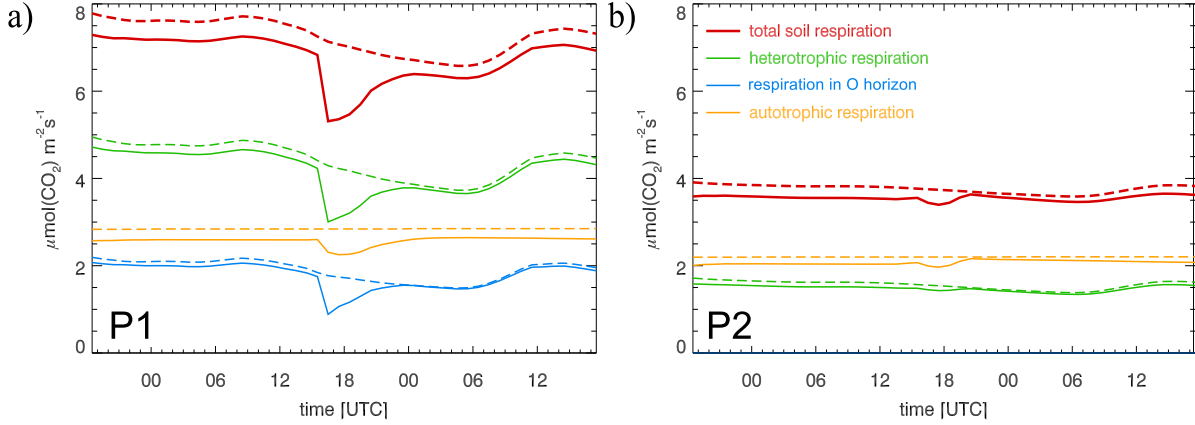 a)
8
6
4
2
0
μmol(CO₂) m⁻²s⁻¹
P1
00 06 12 18 00 06 12
time [UTC]
b)
8
6
4
2
0
μmol(CO₂) m⁻²s⁻¹
total soil respiration
heterotrophic respiration
respiration in O horizon
autotrophic respiration
P2
00 06 12 18 00 06 12
time [UTC]